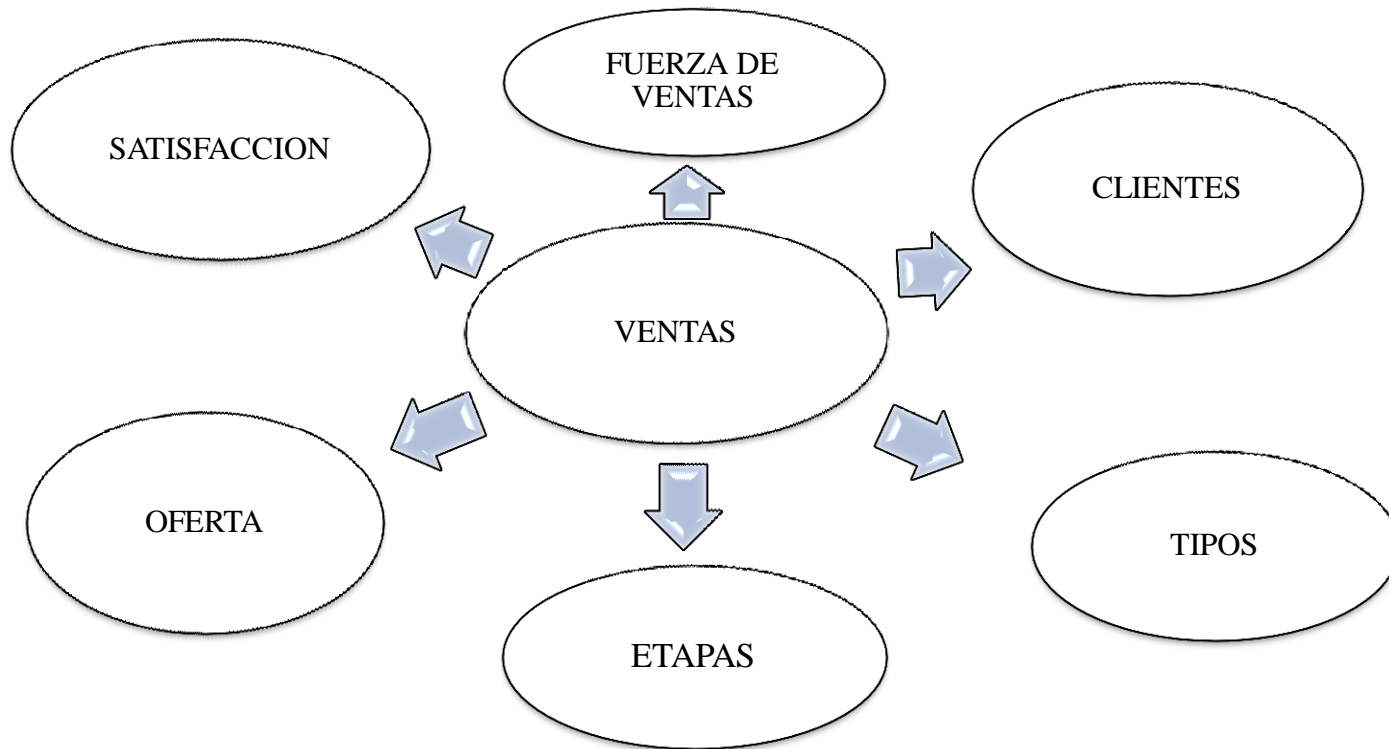 FUERZA DE
VENTAS
SATISFACCION
CLIENTES
VENTAS
OFERTA
TIPOS
ETAPAS